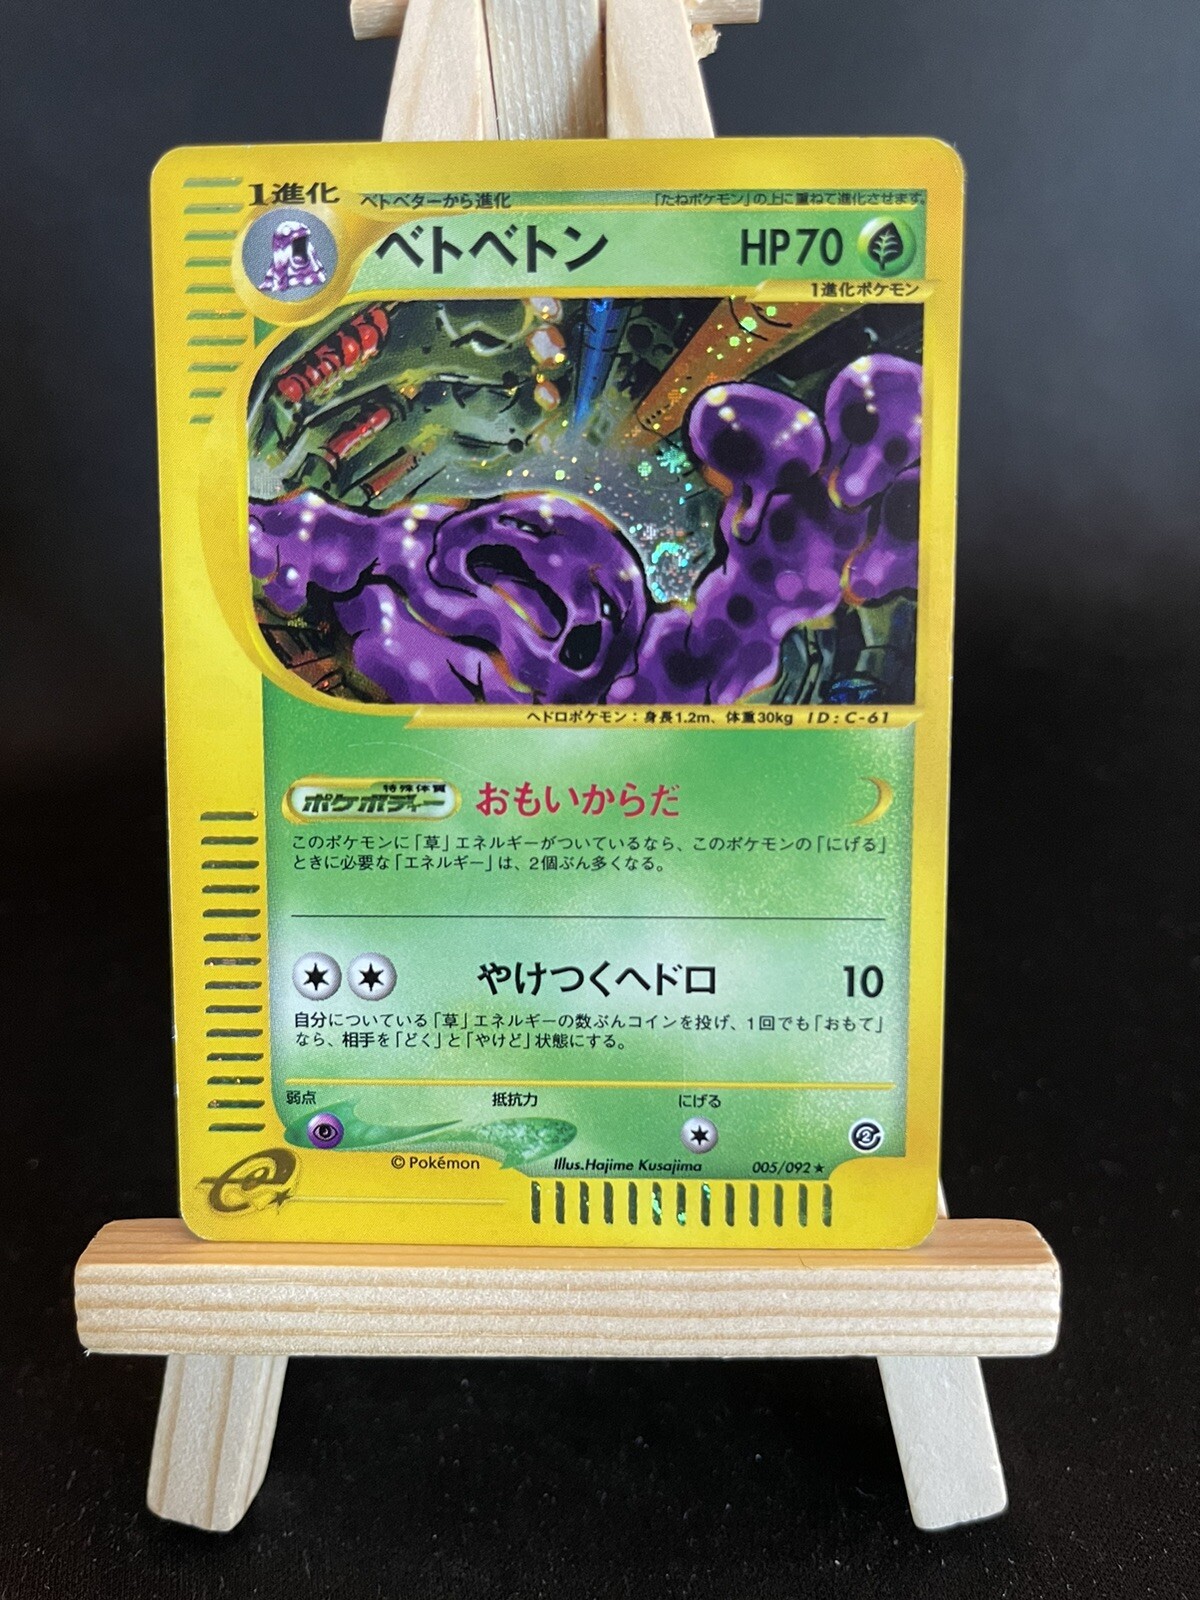 1進化 ベトベターから進化 「たねポケモン」の上に重ねて進化させます。
ベトベトン HP70
1進化ポケモン
ヘドロポケモン：身長1.2m、体重30kg ID：C-61
特殊体質
ポケボディー おもいからだ
このポケモンに「草」エネルギーがついているなら、このポケモンの「にげる」
ときに必要な「エネルギー」は、2個ぶん多くなる。
やけつくヘドロ 10
自分についている「草」エネルギーの数ぶんコインを投げ、1回でも「おもて」
なら、相手を「どく」と「やけど」状態にする。
弱点 抵抗力 にげる
2
© Pokémon Illus.Hajime Kusajima 005/092★
e